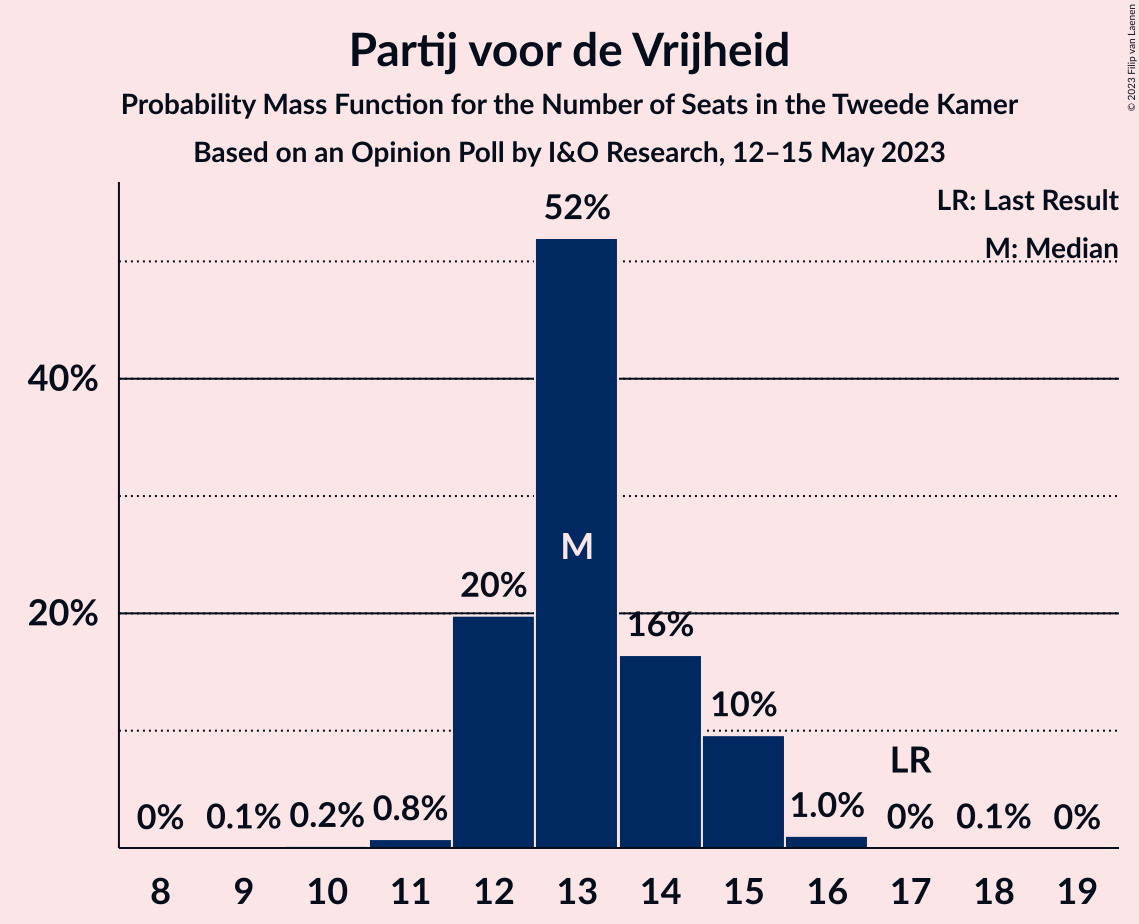 Partij voor de Vrijheid
Probability Mass Function for the Number of Seats in the Tweede Kamer
Based on an Opinion Poll by I&O Research, 12–15 May 2023
© 2023 Filip van Laenen
LR: Last Result
M: Median
52%
40%
M
20%
20%
16%
10%
LR
0%
0.1%
0.2%
0.8%
1.0%
0%
0.1%
0%
8 9 10 11 12 13 14 15 16 17 18 19